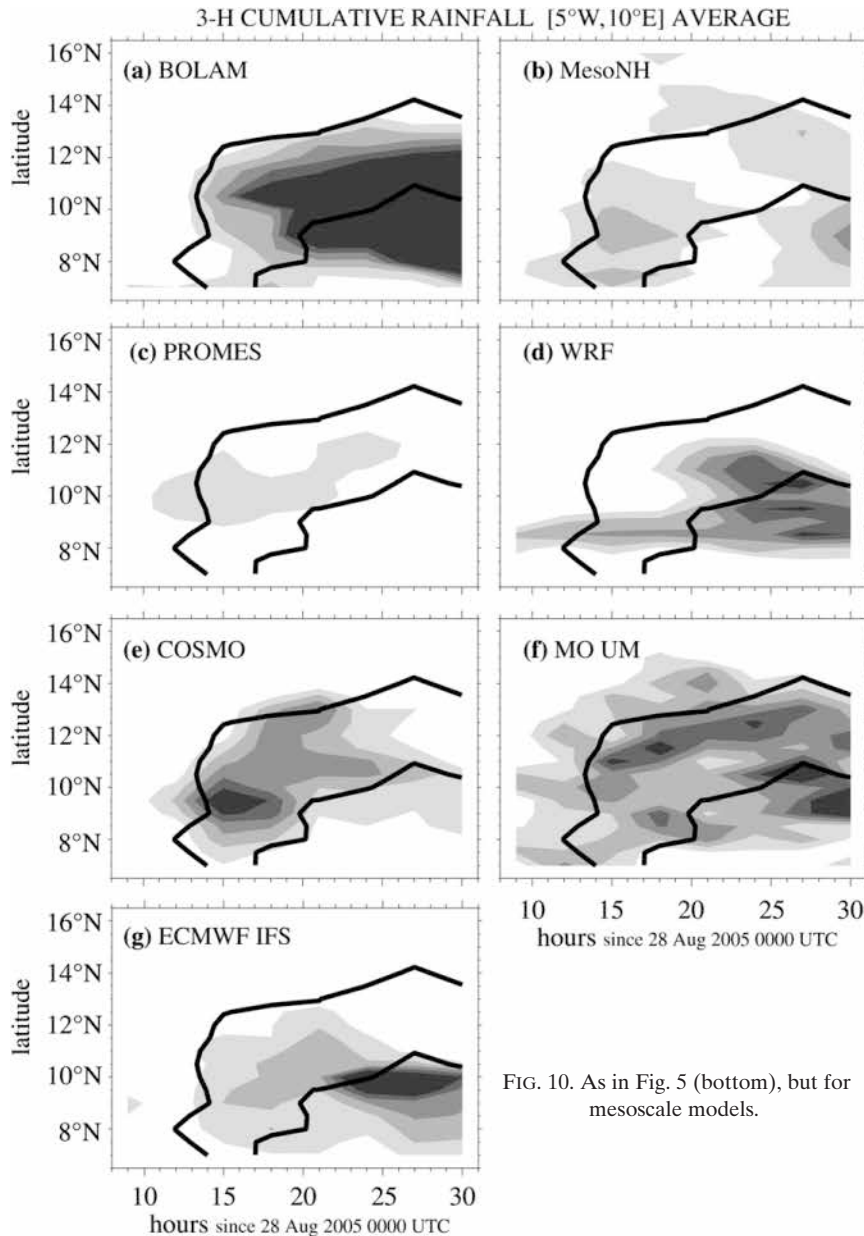 3-H CUMULATIVE RAINFALL [5°W,10°E] AVERAGE
16°N
14°N
12°N
10°N
8°N
latitude
(a) BOLAM
(b) MesoNH
16°N
14°N
12°N
10°N
8°N
latitude
(c) PROMES
(d) WRF
16°N
14°N
12°N
10°N
8°N
latitude
(e) COSMO
(f) MO UM
10 15 20 25 30
hours since 28 Aug 2005 0000 UTC
16°N
14°N
12°N
10°N
8°N
latitude
(g) ECMWF IFS
10 15 20 25 30
hours since 28 Aug 2005 0000 UTC
FIG. 10. As in Fig. 5 (bottom), but for
mesoscale models.